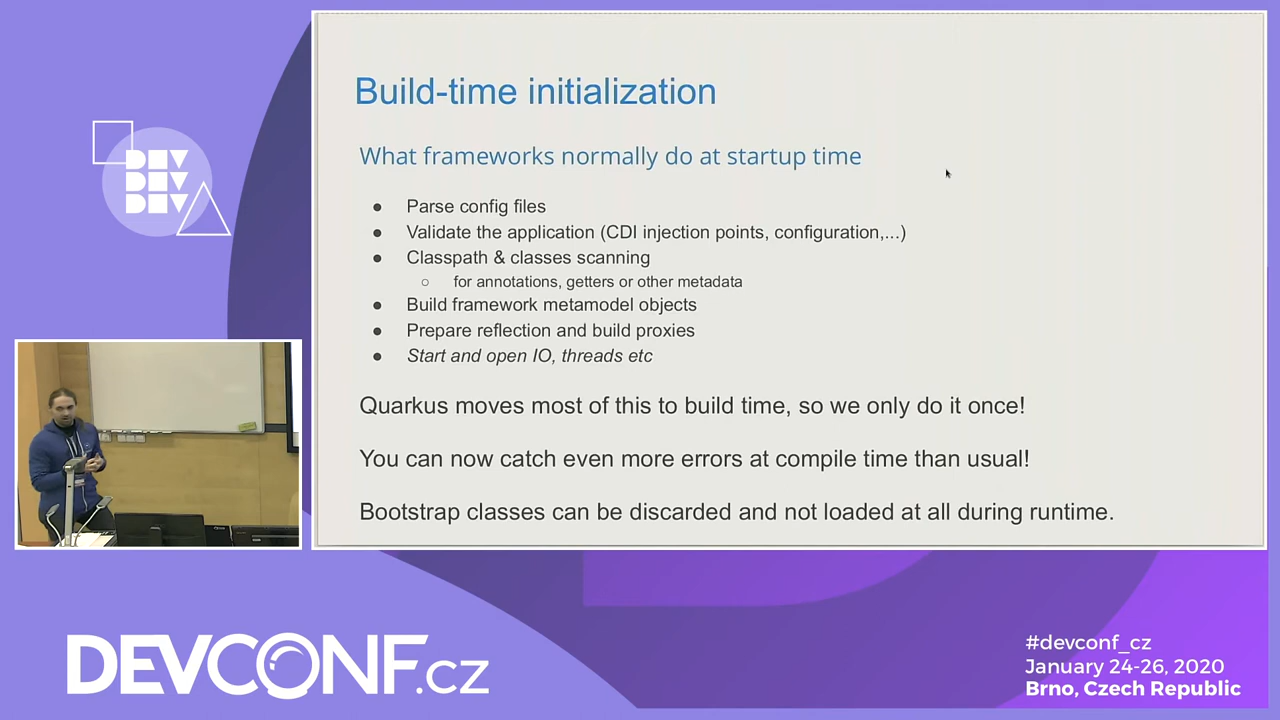 Build-time initialization
What frameworks normally do at startup time
● Parse config files
● Validate the application (CDI injection points, configuration,...)
● Classpath & classes scanning
○ for annotations, getters or other metadata
● Build framework metamodel objects
● Prepare reflection and build proxies
● Start and open IO, threads etc
Quarkus moves most of this to build time, so we only do it once!
You can now catch even more errors at compile time than usual!
Bootstrap classes can be discarded and not loaded at all during runtime.
DEV
DEV
DEV
DEVCONF.cz
#devconf_cz
January 24-26, 2020
Brno, Czech Republic